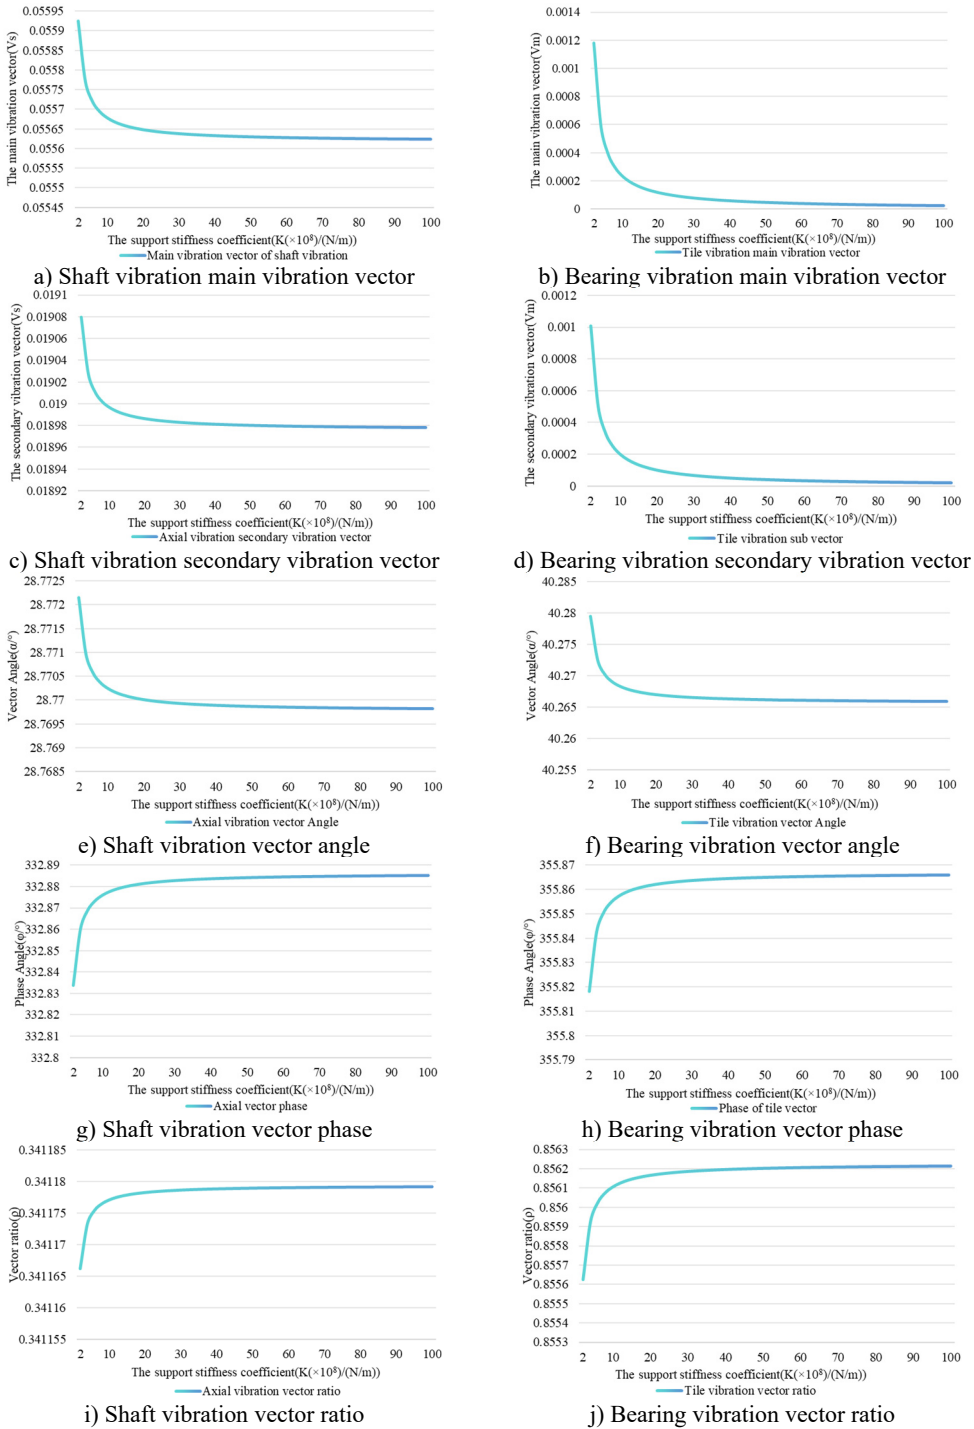 0.05595
0.0559
0.05585
0.0558
0.05575
0.0557
0.05565
0.0556
0.05555
0.0555
0.05545
The main vibration vector(Vs)
2 10 20 30 40 50 60 70 80 90 100
The support stiffness coefficient(K(×10⁸)/(N/m))
Main vibration vector of shaft vibration
a) Shaft vibration main vibration vector
0.0014
0.0012
0.001
0.0008
0.0006
0.0004
0.0002
0
The main vibration vector(Vm)
2 10 20 30 40 50 60 70 80 90 100
The support stiffness coefficient(K(×10⁸)/(N/m))
Tile vibration main vibration vector
b) Bearing vibration main vibration vector
0.0191
0.01908
0.01906
0.01904
0.01902
0.019
0.01898
0.01896
0.01894
0.01892
The secondary vibration vector(Vs)
2 10 20 30 40 50 60 70 80 90 100
The support stiffness coefficient(K(×10⁸)/(N/m))
Axial vibration secondary vibration vector
c) Shaft vibration secondary vibration vector
0.0012
0.001
0.0008
0.0006
0.0004
0.0002
0
The secondary vibration vector(Vm)
2 10 20 30 40 50 60 70 80 90 100
The support stiffness coefficient(K(×10⁸)/(N/m))
Tile vibration sub vector
d) Bearing vibration secondary vibration vector
28.7725
28.772
28.7715
28.771
28.7705
28.77
28.7695
28.769
28.7685
Vector Angle(α/°)
2 10 20 30 40 50 60 70 80 90 100
The support stiffness coefficient(K(×10⁸)/(N/m))
Axial vibration vector Angle
e) Shaft vibration vector angle
40.285
40.28
40.275
40.27
40.265
40.26
40.255
Vector Angle(α/°)
2 10 20 30 40 50 60 70 80 90 100
The support stiffness coefficient(K(×10⁸)/(N/m))
Tile vibration vector Angle
f) Bearing vibration vector angle
332.89
332.88
332.87
332.86
332.85
332.84
332.83
332.82
332.81
332.8
Phase Angle(φ/°)
2 10 20 30 40 50 60 70 80 90 100
The support stiffness coefficient(K(×10⁸)/(N/m))
Axial vector phase
g) Shaft vibration vector phase
355.87
355.86
355.85
355.84
355.83
355.82
355.8
355.79
Phase Angle(φ/°)
2 10 20 30 40 50 60 70 80 90 100
The support stiffness coefficient(K(×10⁸)/(N/m))
Phase of tile vector
h) Bearing vibration vector phase
0.341185
0.34118
0.341175
0.34117
0.341165
0.34116
0.341155
Vector ratio(ρ)
2 10 20 30 40 50 60 70 80 90 100
The support stiffness coefficient(K(×10⁸)/(N/m))
Axial vibration vector ratio
i) Shaft vibration vector ratio
0.8563
0.8562
0.8561
0.856
0.8559
0.8558
0.8557
0.8556
0.8555
0.8554
0.8553
Vector ratio(ρ)
2 10 20 30 40 50 60 70 80 90 100
The support stiffness coefficient(K(×10⁸)/(N/m))
Tile vibration vector ratio
j) Bearing vibration vector ratio